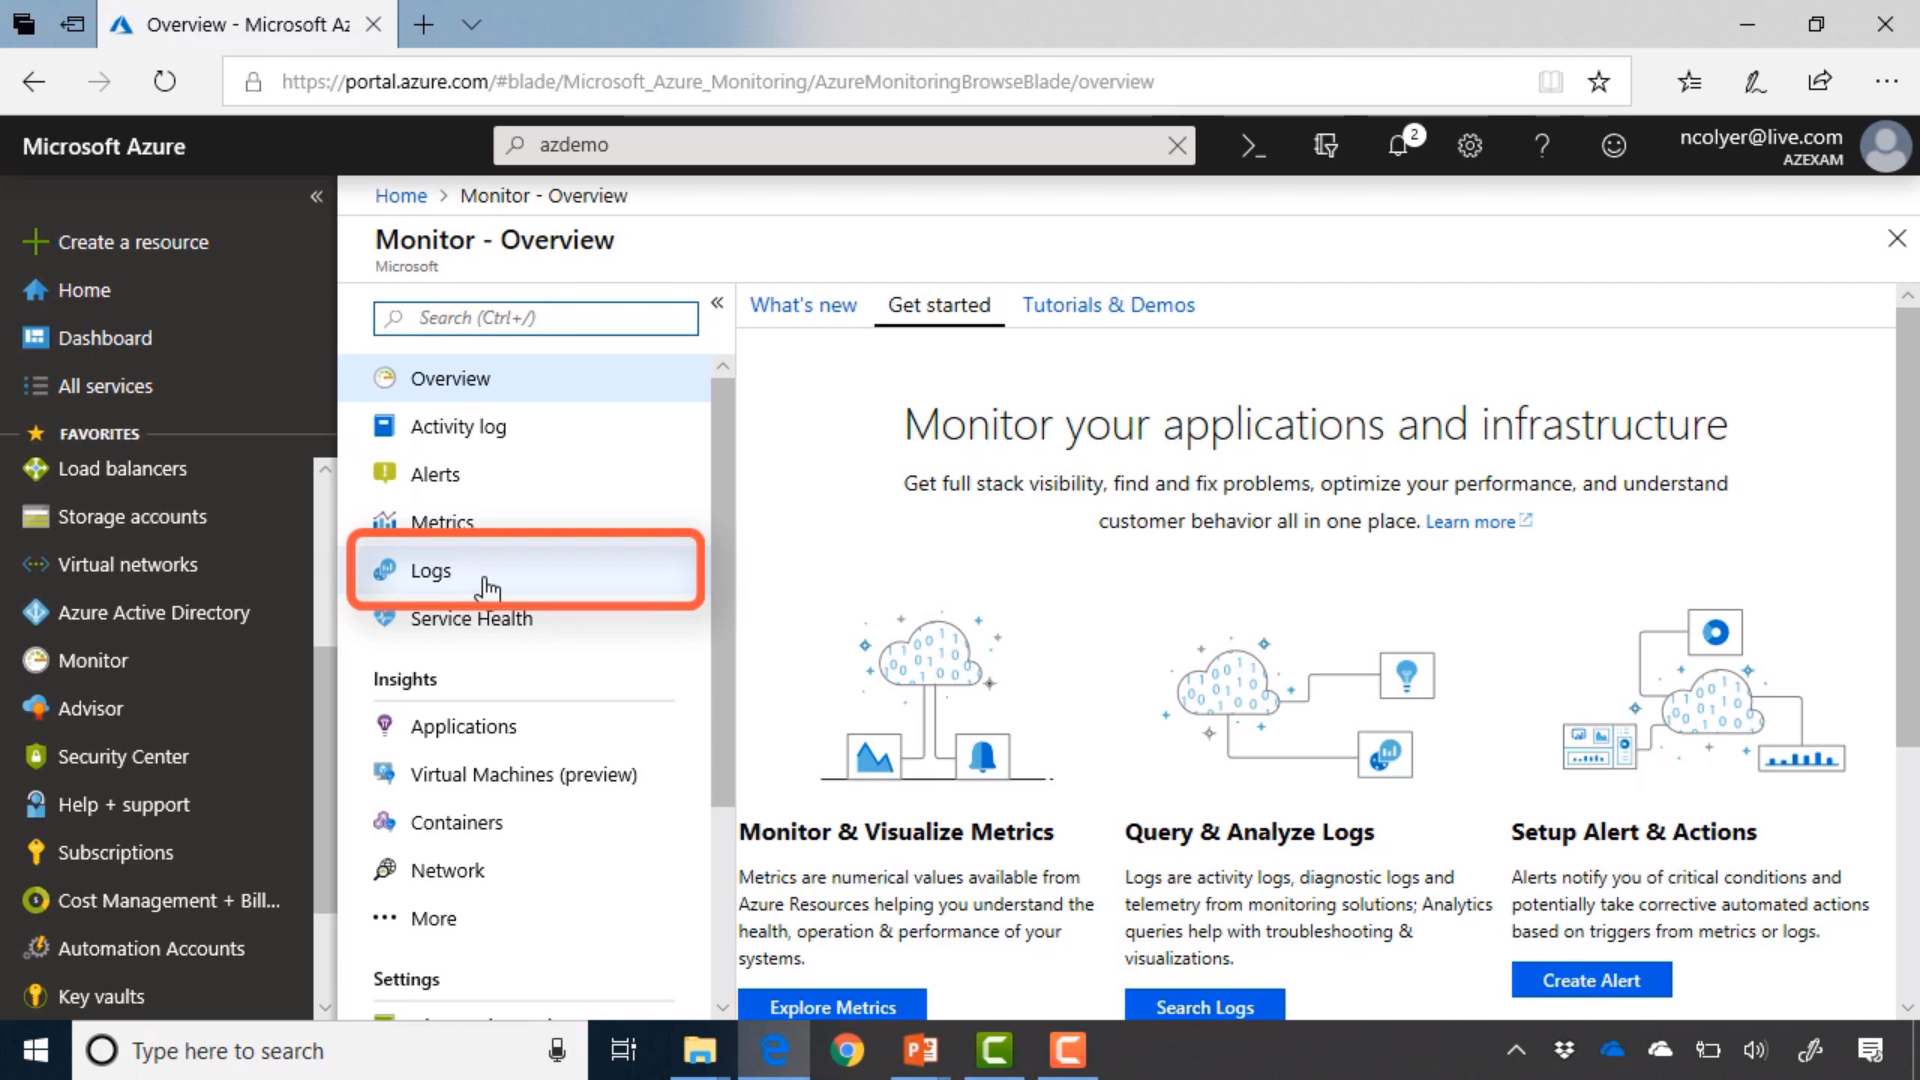 Overview - Microsoft Az
https://portal.azure.com/#blade/Microsoft_Azure_Monitoring/AzureMonitoringBrowseBlade/overview
Microsoft Azure
azdemo
2
ncolyer@live.com
AZEXAM
Create a resource
Home
Dashboard
All services
FAVORITES
Load balancers
Storage accounts
Virtual networks
Azure Active Directory
Monitor
Advisor
Security Center
Help + support
Subscriptions
Cost Management + Bill...
Automation Accounts
Key vaults
Home > Monitor - Overview
Monitor - Overview
Microsoft
Search (Ctrl+/)
Overview
Activity log
Alerts
Metrics
Logs
Service Health
Insights
Applications
Virtual Machines (preview)
Containers
Network
More
Settings
What's new Get started Tutorials & Demos
Monitor your applications and infrastructure
Get full stack visibility, find and fix problems, optimize your performance, and understand
customer behavior all in one place. Learn more
Monitor & Visualize Metrics
Metrics are numerical values available from
Azure Resources helping you understand the
health, operation & performance of your
systems.
Explore Metrics
Query & Analyze Logs
Logs are activity logs, diagnostic logs and
telemetry from monitoring solutions; Analytics
queries help with troubleshooting &
visualizations.
Search Logs
Setup Alert & Actions
Alerts notify you of critical conditions and
potentially take corrective automated actions
based on triggers from metrics or logs.
Create Alert
Type here to search